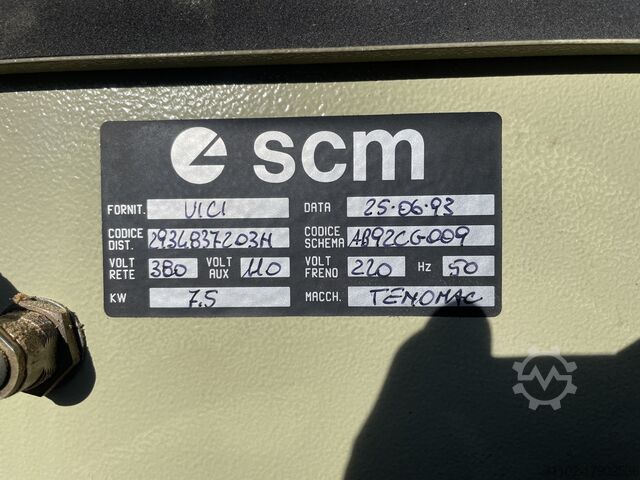 scm
FORNIT. VICI DATA 25·06·93
CODICE DIST. 2934837203H CODICE SCHEMA AB92CG009
VOLT RETE 380 VOLT AUX 110 VOLT FRENO 220 Hz 50
KW 7.5 MACCH. TENOMAC